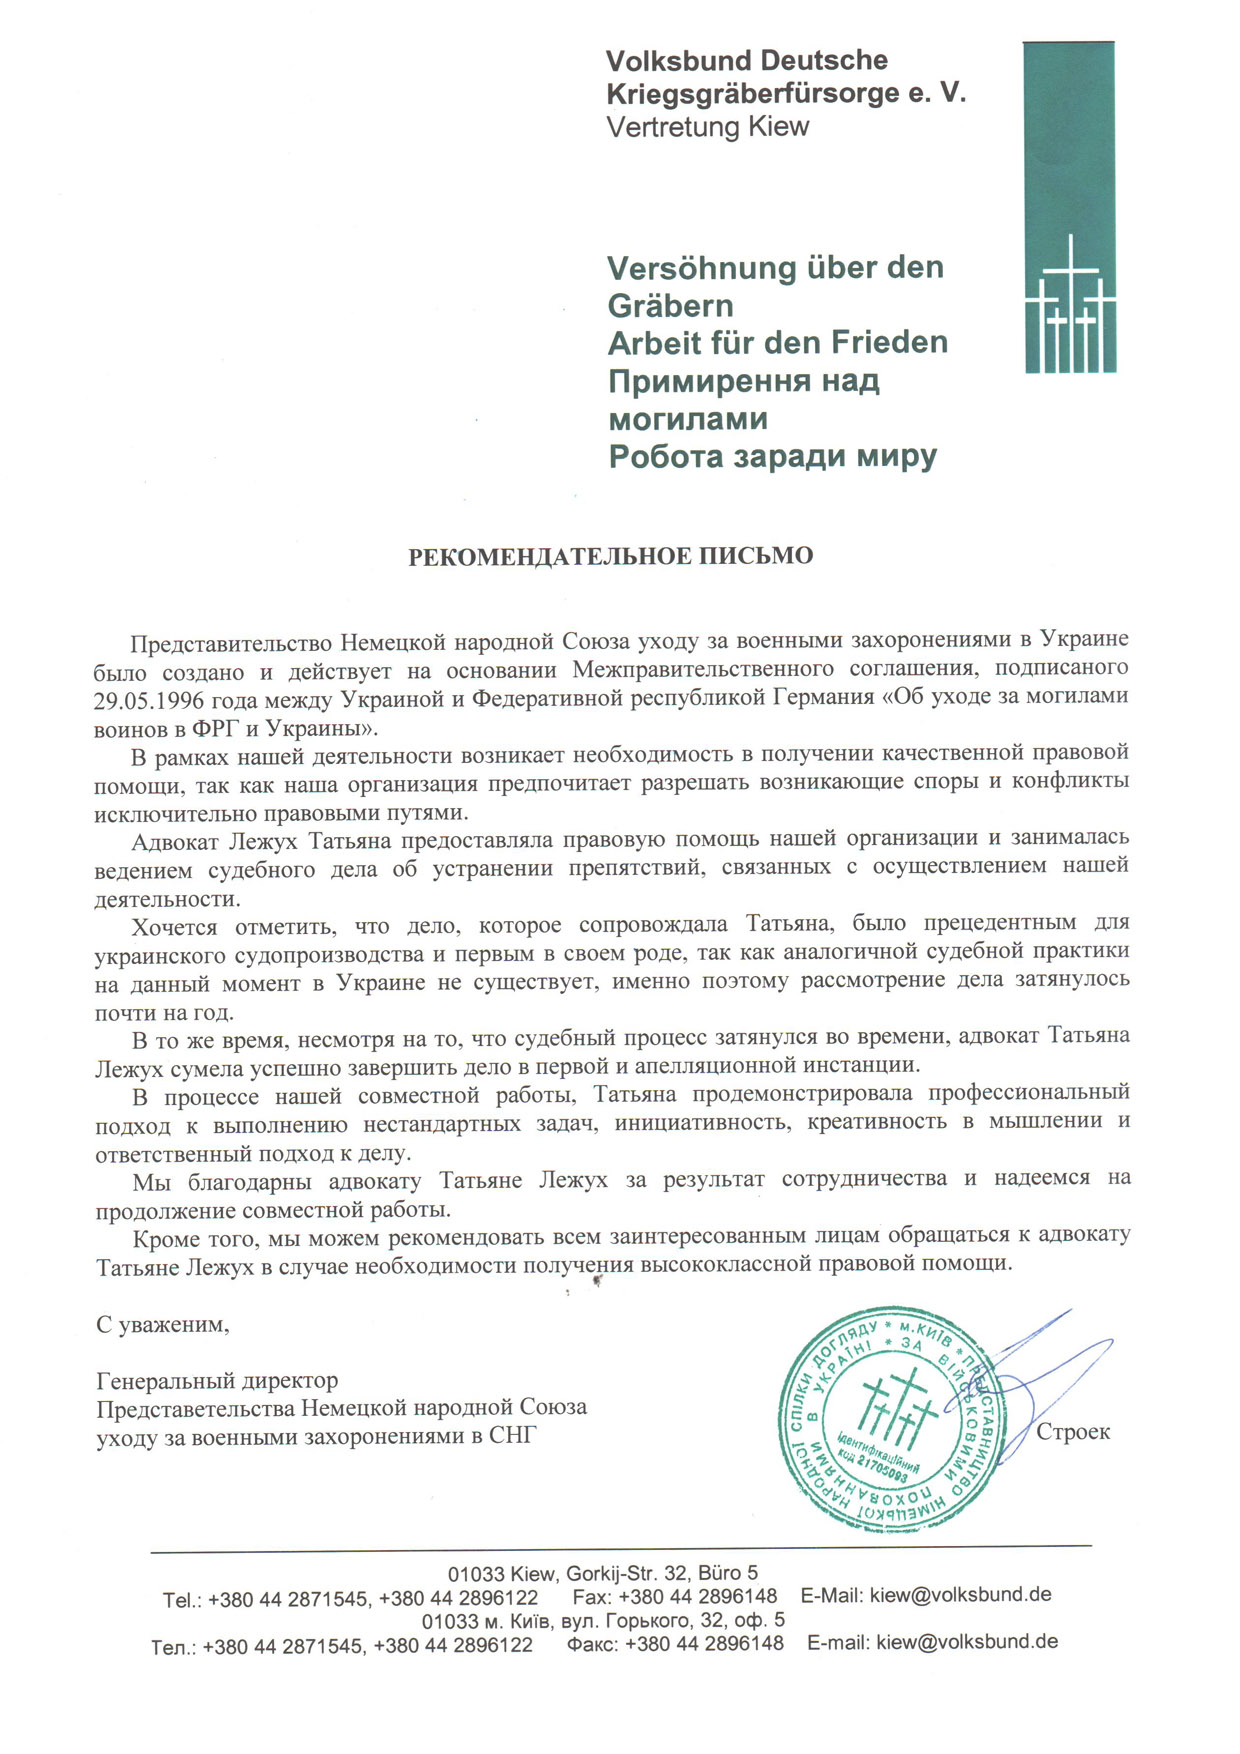 Volksbund Deutsche
Kriegsgräberfürsorge e. V.
Vertretung Kiew
Versöhnung über den
Gräbern
Arbeit für den Frieden
Примирення над
могилами
Робота заради миру
РЕКОМЕНДАТЕЛЬНОЕ ПИСЬМО
Представительство Немецкой народной Союза уходу за военными захоронениями в Украине
было создано и действует на основании Межправительственного соглашения, подписаного
29.05.1996 года между Украиной и Федеративной республикой Германия «Об уходе за могилами
воинов в ФРГ и Украины».
В рамках нашей деятельности возникает необходимость в получении качественной правовой
помощи, так как наша организация предпочитает разрешать возникающие споры и конфликты
исключительно правовыми путями.
Адвокат Лежух Татьяна предоставляла правовую помощь нашей организации и занималась
ведением судебного дела об устранении препятствий, связанных с осуществлением нашей
деятельности.
Хочется отметить, что дело, которое сопровождала Татьяна, было прецедентным для
украинского судопроизводства и первым в своем роде, так как аналогичной судебной практики
на данный момент в Украине не существует, именно поэтому рассмотрение дела затянулось
почти на год.
В то же время, несмотря на то, что судебный процесс затянулся во времени, адвокат Татьяна
Лежух сумела успешно завершить дело в первой и апелляционной инстанции.
В процессе нашей совместной работы, Татьяна продемонстрировала профессиональный
подход к выполнению нестандартных задач, инициативность, креативность в мышлении и
ответственный подход к делу.
Мы благодарны адвокату Татьяне Лежух за результат сотрудничества и надеемся на
продолжение совместной работы.
Кроме того, мы можем рекомендовать всем заинтересованным лицам обращаться к адвокату
Татьяне Лежух в случае необходимости получения высококлассной правовой помощи.
С уваженим,
Генеральный директор
Представетельства Немецкой народной Союза
уходу за военными захоронениями в СНГ
Строек
* м.КИЇВ * ПРЕДСТАВНИЦТВО НІМЕЦЬКОЇ НАРОДНОЇ СПІЛКИ ДОГЛЯДУ
* ЗА ВІЙСЬКОВИМИ ПОХОВАННЯМИ В УКРАЇНІ
ідентифікаційний
код 21705093
01033 Kiew, Gorkij-Str. 32, Büro 5
Tel.: +380 44 2871545, +380 44 2896122 Fax: +380 44 2896148 E-Mail: kiew@volksbund.de
01033 м. Київ, вул. Горького, 32, оф. 5
Тел.: +380 44 2871545, +380 44 2896122 Факс: +380 44 2896148 E-mail: kiew@volksbund.de